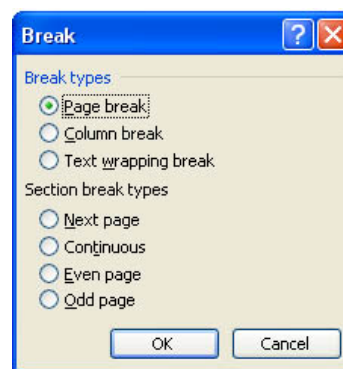 Break
Break types
Page break
Column break
Text wrapping break
Section break types
Next page
Continuous
Even page
Odd page
OK Cancel